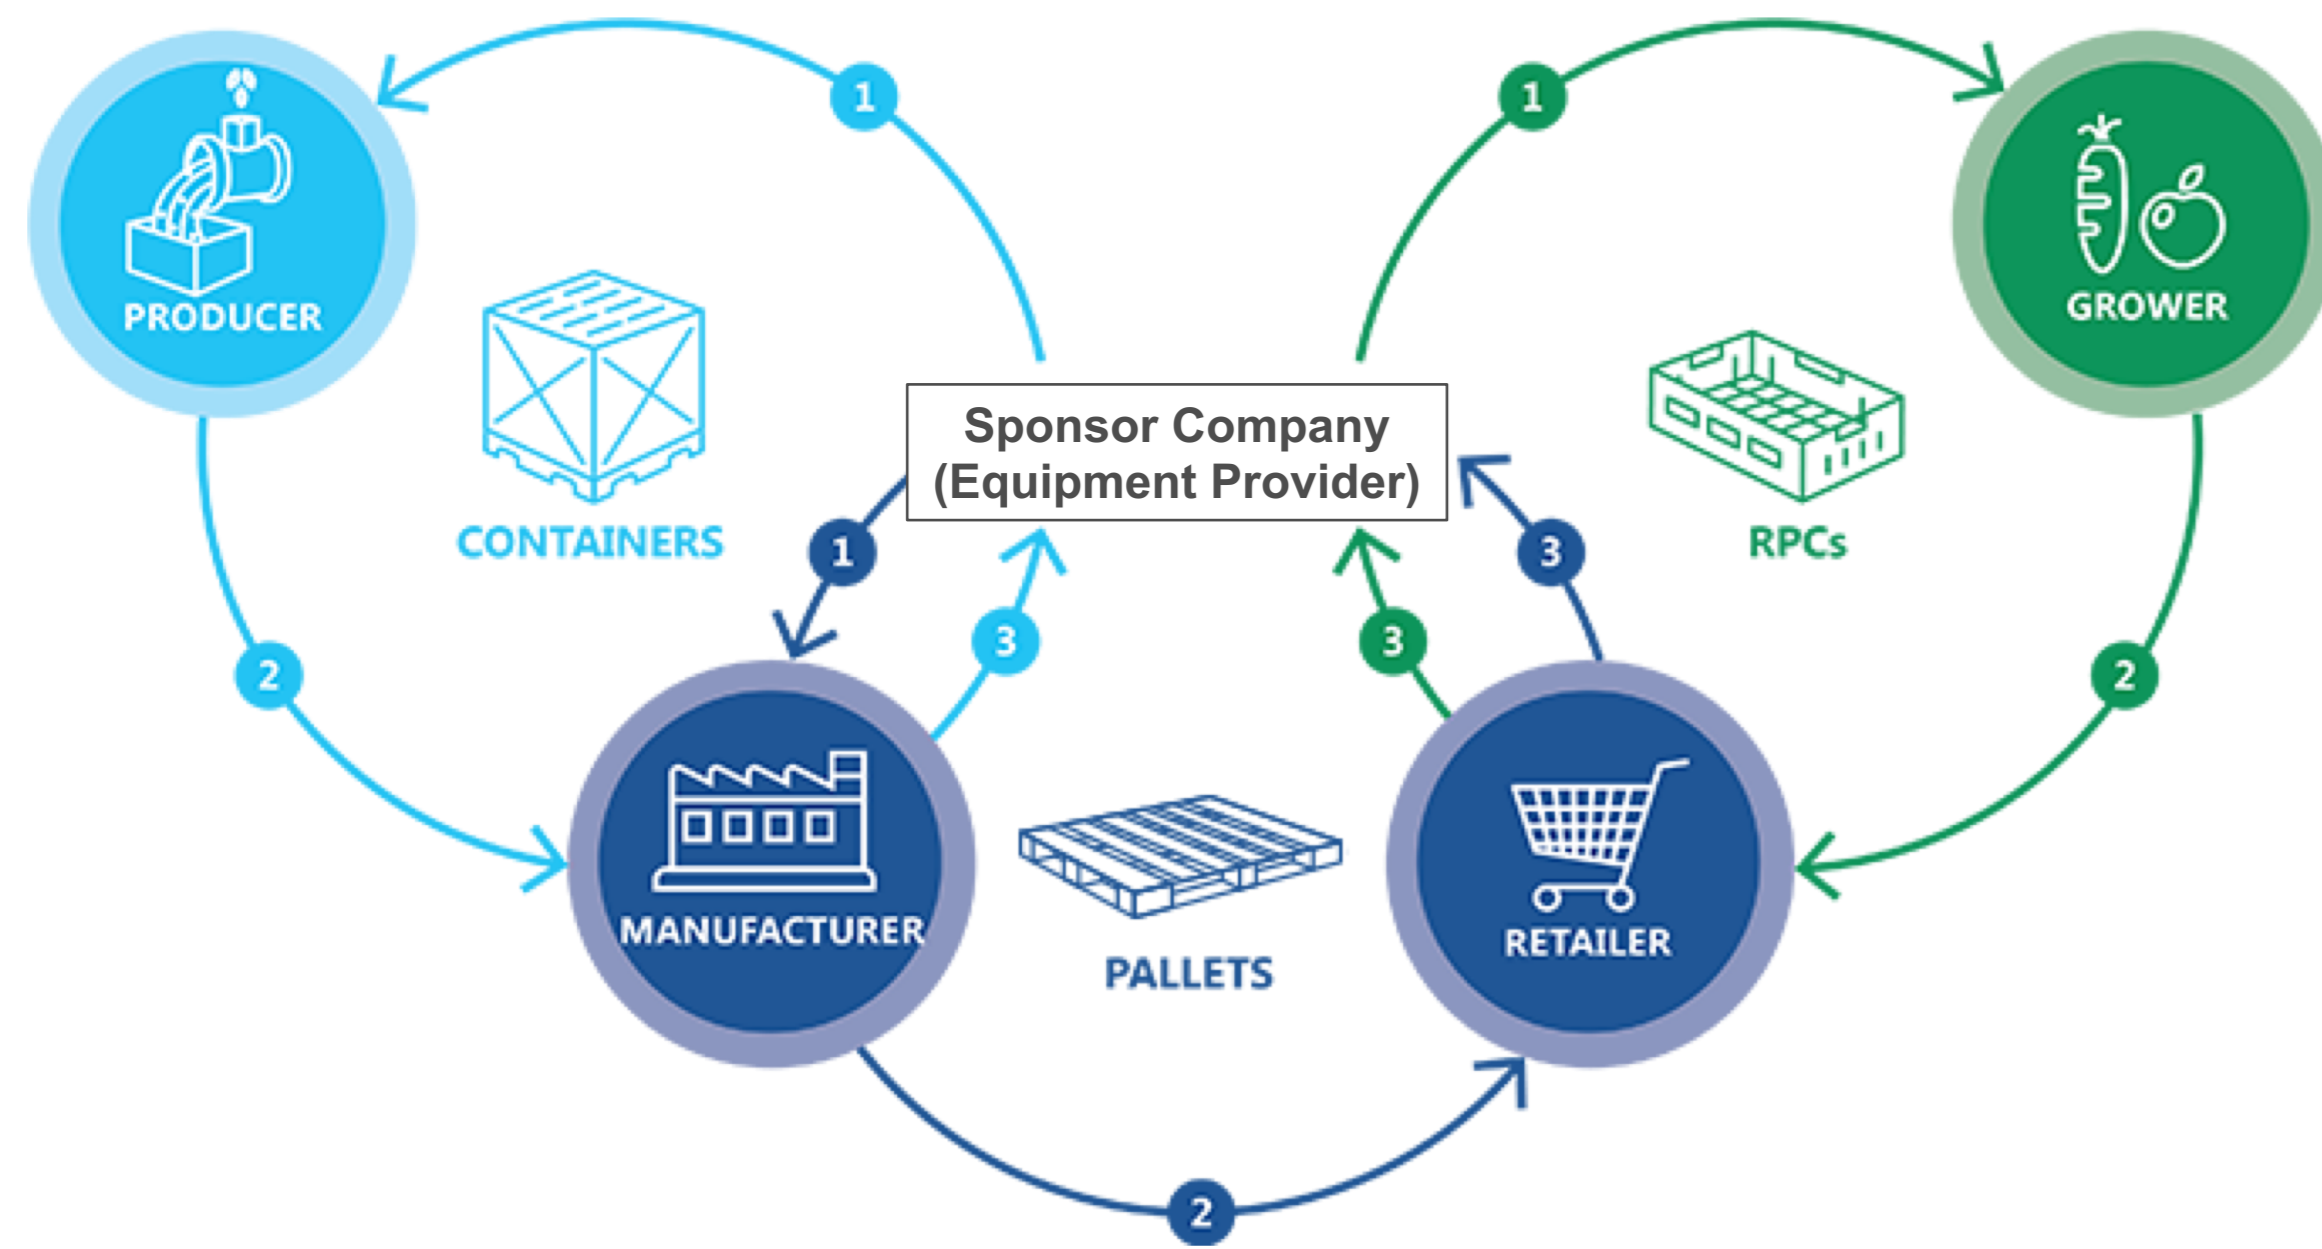 1
1
PRODUCER
GROWER
Sponsor Company
(Equipment Provider)
CONTAINERS
RPCs
1
3
3
3
2
2
MANUFACTURER
RETAILER
PALLETS
2